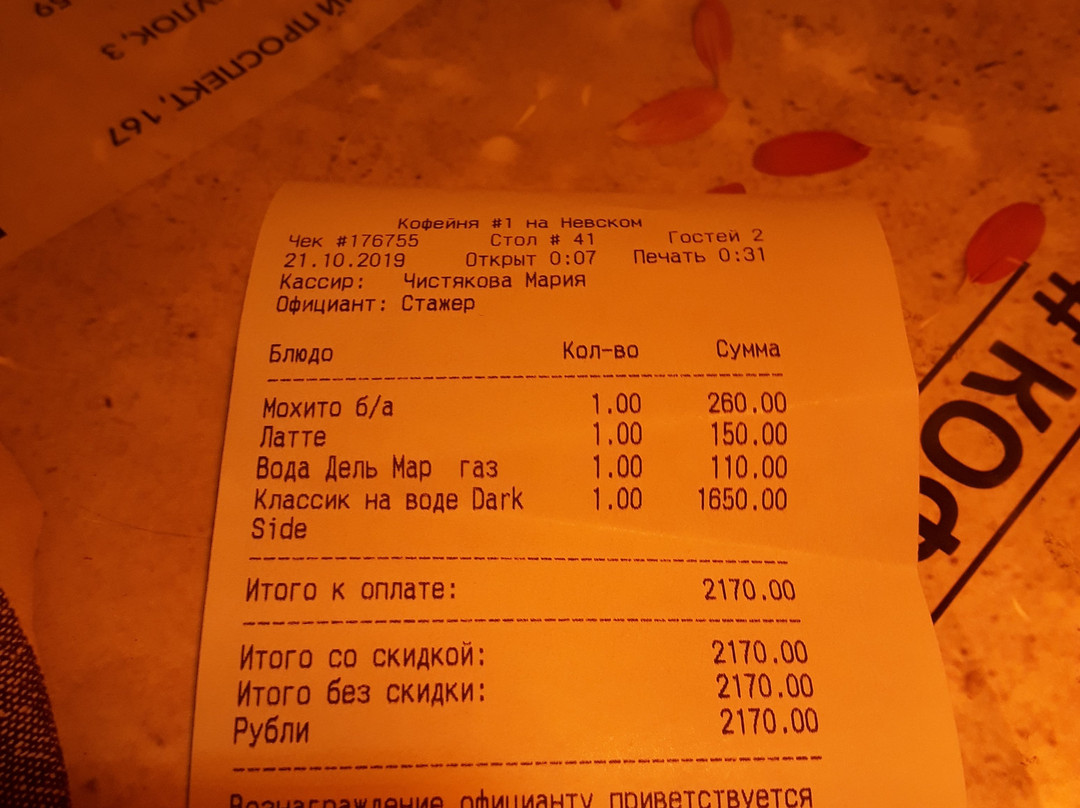 ПРОСПЕКТ, 167
Кофейня #1 на Невском
Чек #176755 Стол # 41 Гостей 2
21.10.2019 Открыт 0:07 Печать 0:31
Кассир: Чистякова Мария
Официант: Стажер
Блюдо Кол-во Сумма
Мохито б/а 1.00 260.00
Латте 1.00 150.00
Вода Дель Мар газ 1.00 110.00
Классик на воде Dark 1.00 1650.00
Side
Итого к оплате: 2170.00
Итого со скидкой: 2170.00
Итого без скидки: 2170.00
Рубли 2170.00
Вознаграждение официанту приветствуется
#КОФ